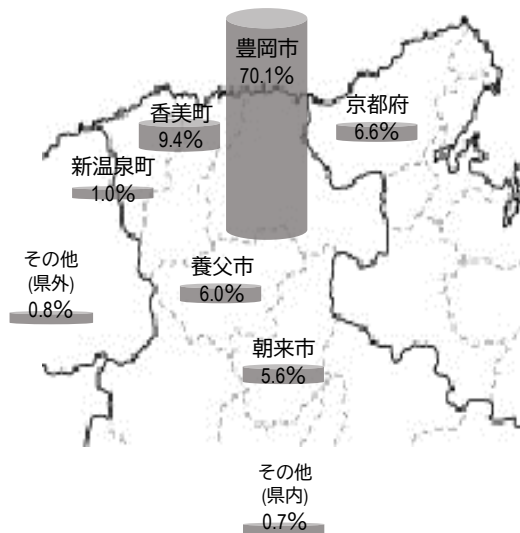 豊岡市
70.1%
香美町
9.4%
京都府
6.6%
新温泉町
1.0%
その他
(県外)
0.8%
養父市
6.0%
朝来市
5.6%
その他
(県内)
0.7%